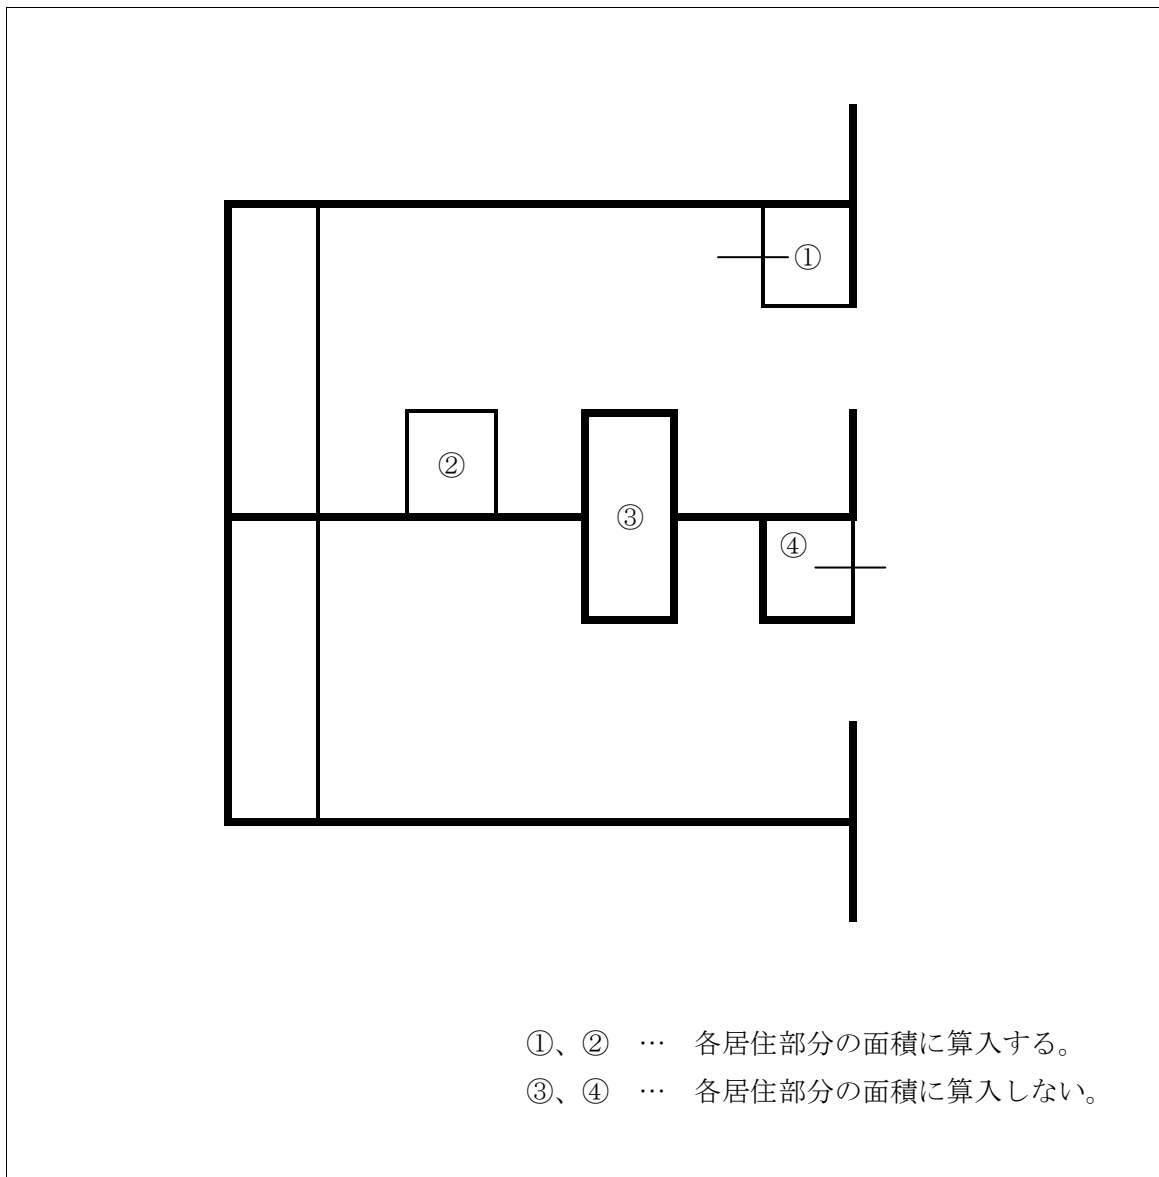 ①
②
③
④
①、② … 各居住部分の面積に算入する。
③、④ … 各居住部分の面積に算入しない。